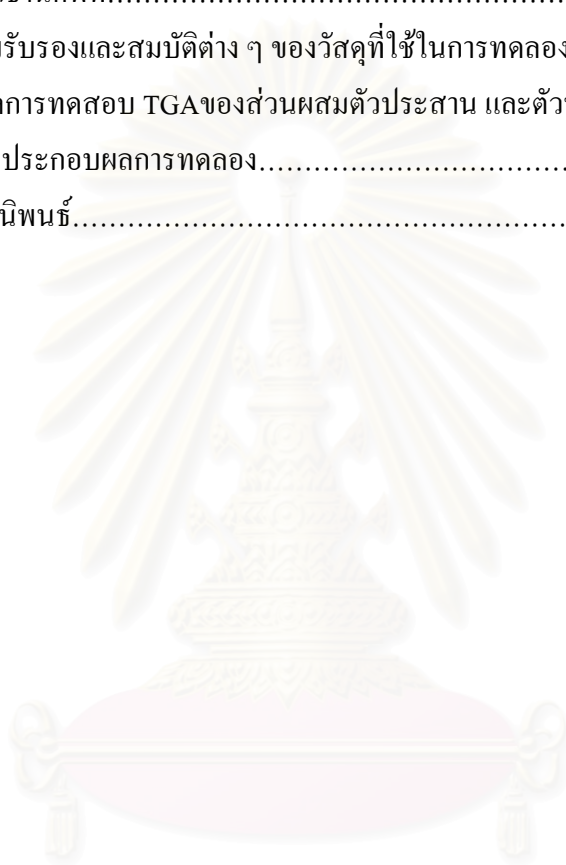 ............................................................
รับรองและสมบัติต่าง ๆ ของวัสดุที่ใช้ในการทดลอง
การทดสอบ TGAของส่วนผสมตัวประสาน และตัว
ประกอบผลการทดลอง............................................
นิพนธ์............................................................